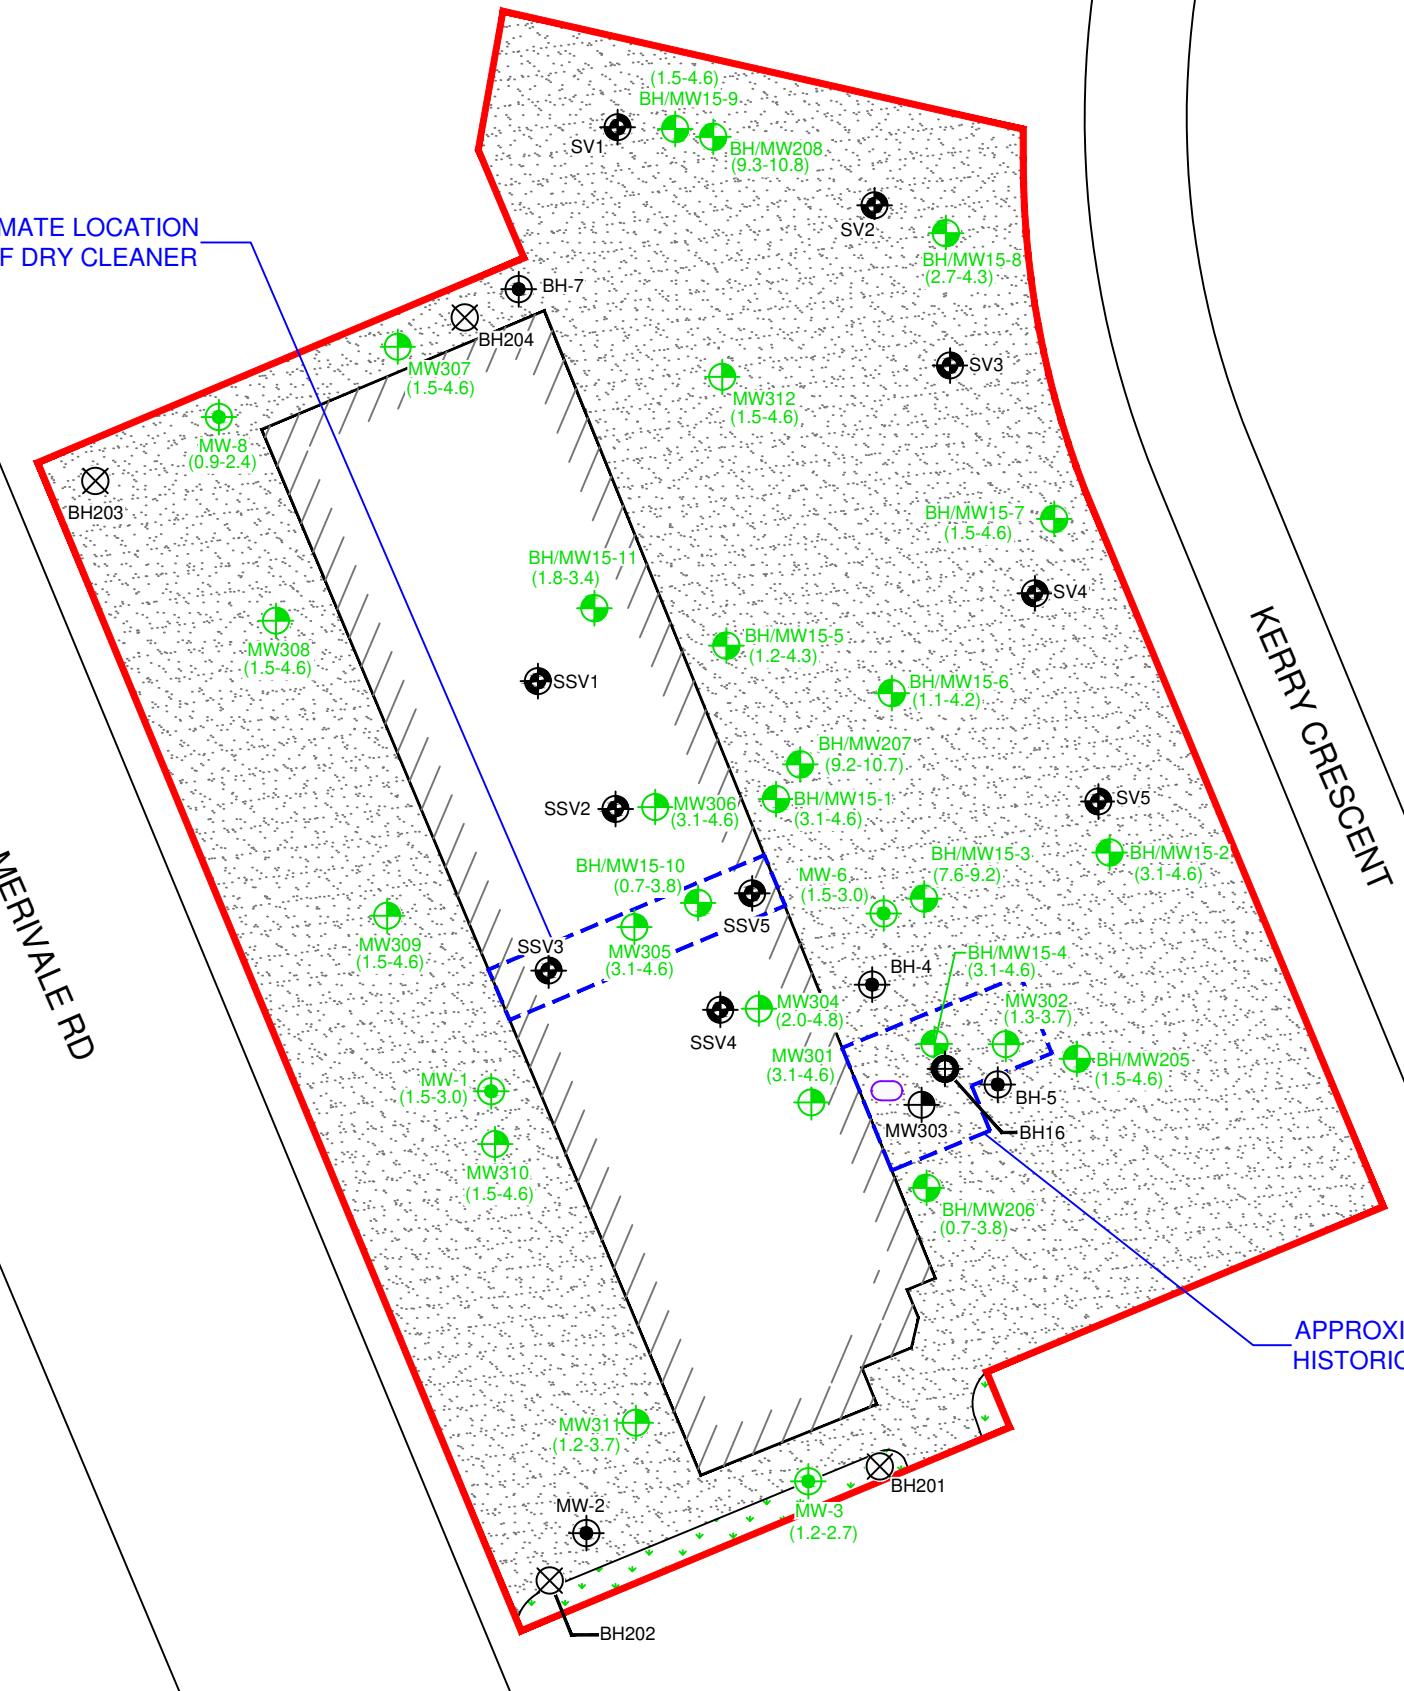 (1.5-4.6)
BH/MW15-9
SV1
BH/MW208
(9.3-10.8)
SV2
MATE LOCATION
F DRY CLEANER
BH/MW15-8
(2.7-4.3)
BH-7
BH204
MW307
(1.5-4.6)
SV3
MW312
(1.5-4.6)
MW-8
(0.9-2.4)
BH203
BH/MW15-7
(1.5-4.6)
BH/MW15-11
(1.8-3.4)
SV4
MW308
(1.5-4.6)
BH/MW15-5
(1.2-4.3)
SSV1
BH/MW15-6
(1.1-4.2)
KERRY CRESCENT
BH/MW207
(9.2-10.7)
SSV2
MW306
(3.1-4.6)
BH/MW15-1
(3.1-4.6)
SV5
BH/MW15-10
(0.7-3.8)
MW-6
(1.5-3.0)
BH/MW15-3
(7.6-9.2)
BH/MW15-2
(3.1-4.6)
MERIVALE RD
MW309
(1.5-4.6)
SSV3
MW305
(3.1-4.6)
SSV5
BH-4
BH/MW15-4
(3.1-4.6)
SSV4
MW304
(2.0-4.8)
MW302
(1.3-3.7)
MW301
(3.1-4.6)
BH/MW205
(1.5-4.6)
MW-1
(1.5-3.0)
BH-5
MW303
BH16
MW310
(1.5-4.6)
BH/MW206
(0.7-3.8)
APPROXI
HISTORIC
MW311
(1.2-3.7)
BH201
MW-2
MW-3
(1.2-2.7)
BH202